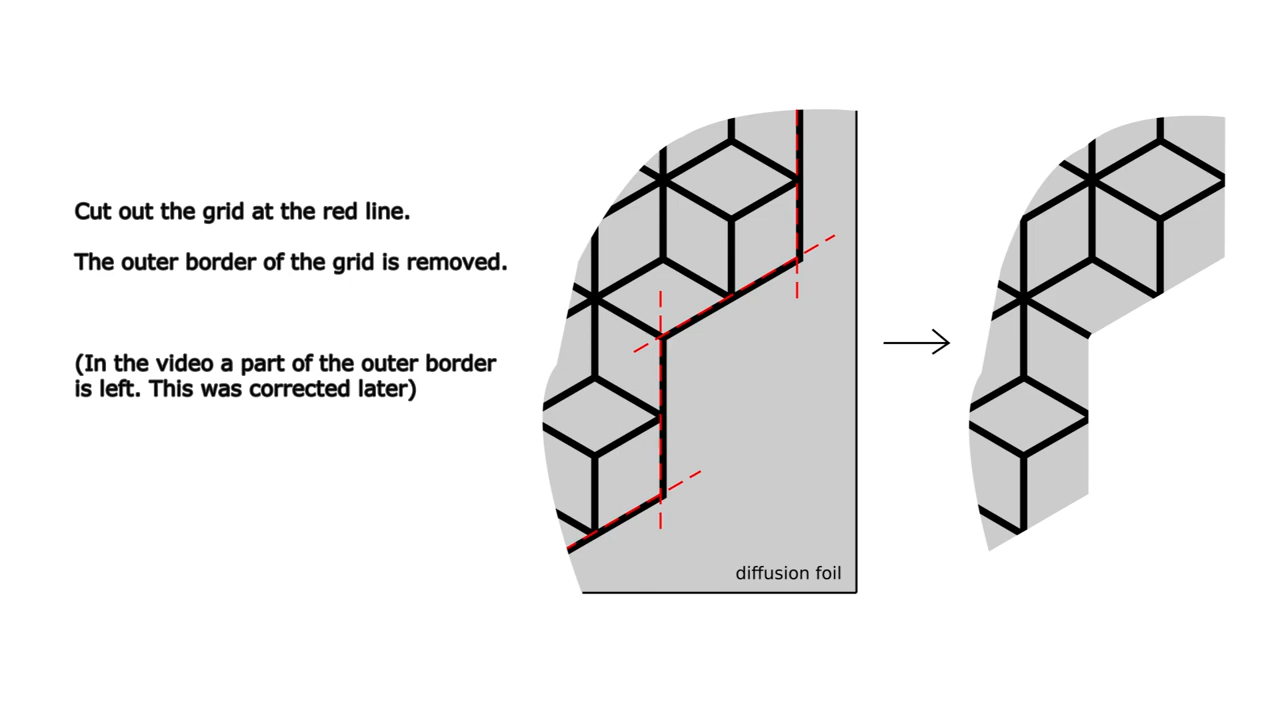 Cut out the grid at the red line.
The outer border of the grid is removed.
(In the video a part of the outer border
is left. This was corrected later)
diffusion foil